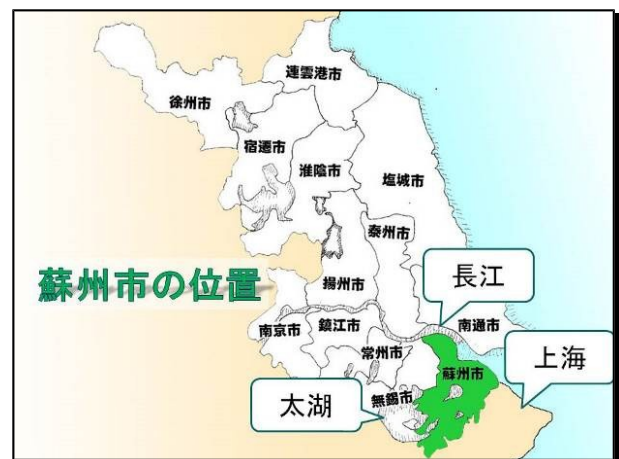 連雲港市
徐州市
宿遷市
淮陰市
塩城市
泰州市
蘇州市の位置
揚州市
長江
南京市
鎮江市
南通市
常州市
上海
蘇州市
無錫市
太湖